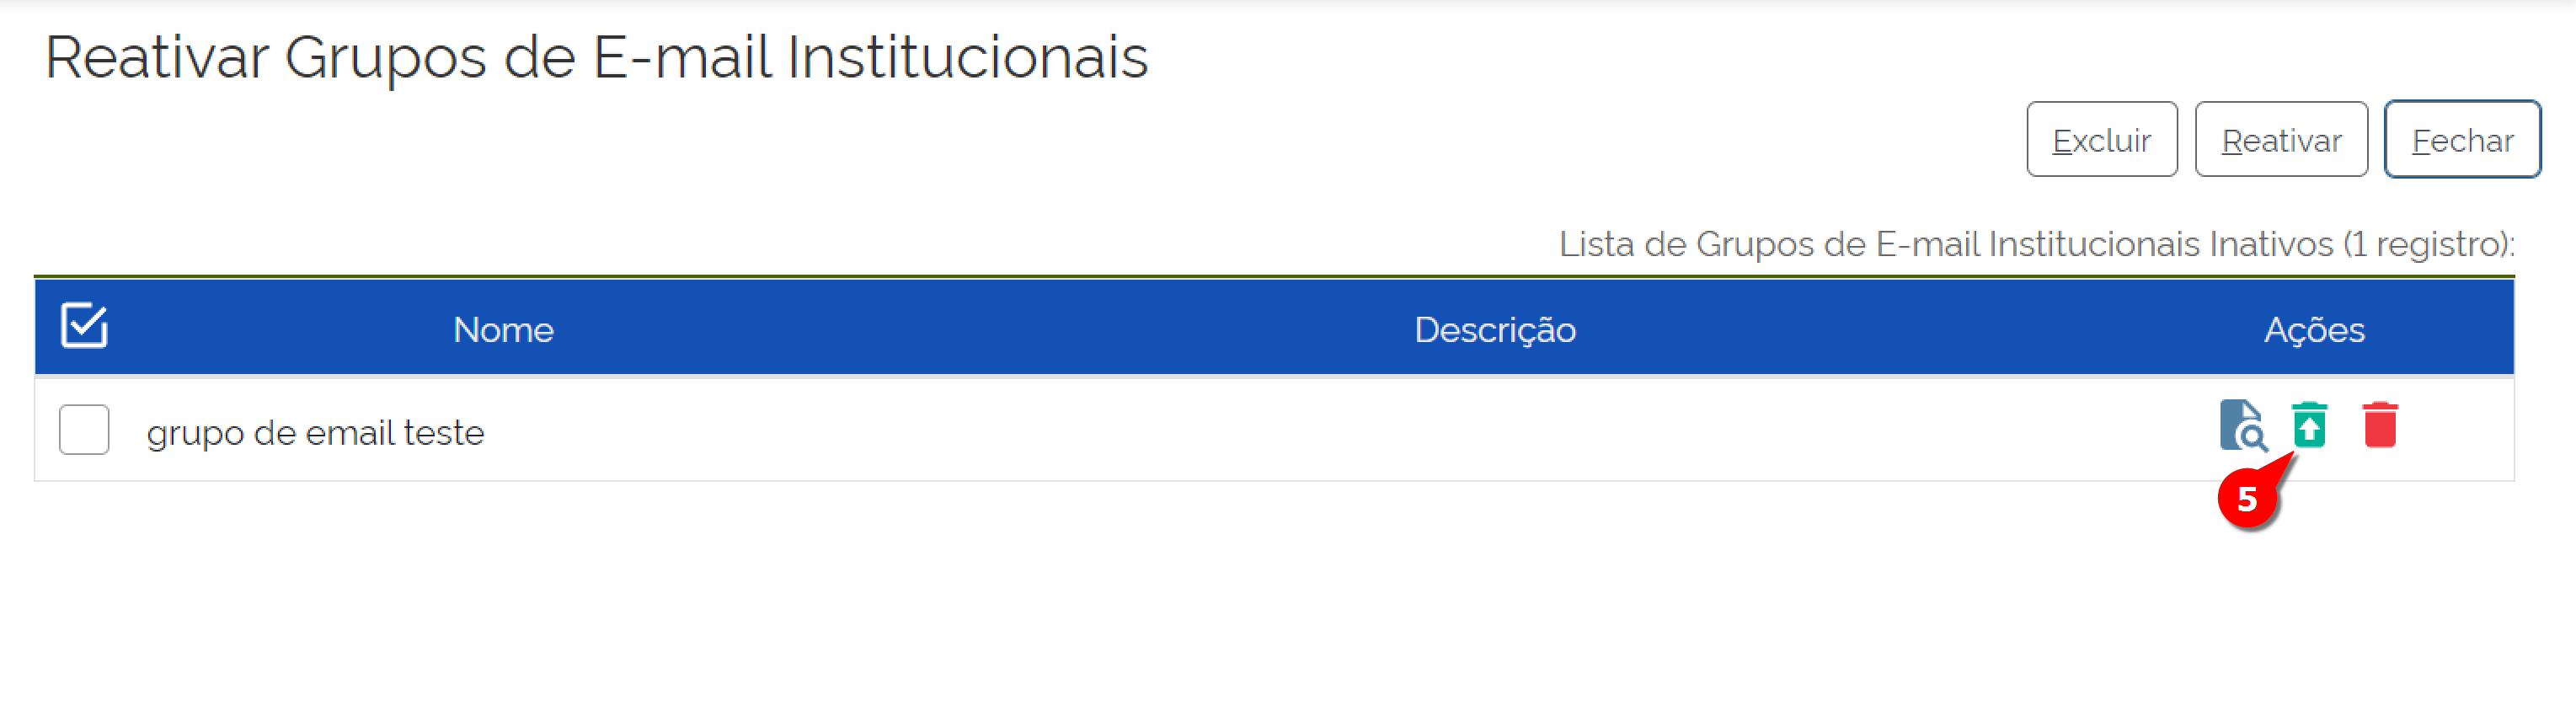 Reativar Grupos de E-mail Institucionais
Excluir Reativar Fechar
Lista de Grupos de E-mail Institucionais Inativos (1 registro):
Nome Descrição Ações
grupo de email teste
5